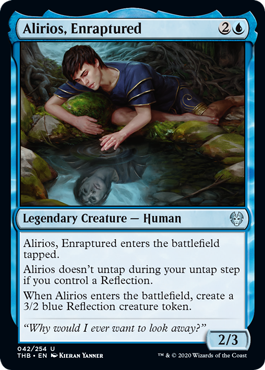 Alirios, Enraptured 2
Legendary Creature — Human
Alirios, Enraptured enters the battlefield
tapped.
Alirios doesn't untap during your untap step
if you control a Reflection.
When Alirios enters the battlefield, create a
3/2 blue Reflection creature token.
“Why would I ever want to look away?”
2/3
042/254 U
THB • EN Kieran Yanner
™ & © 2020 Wizards of the Coast